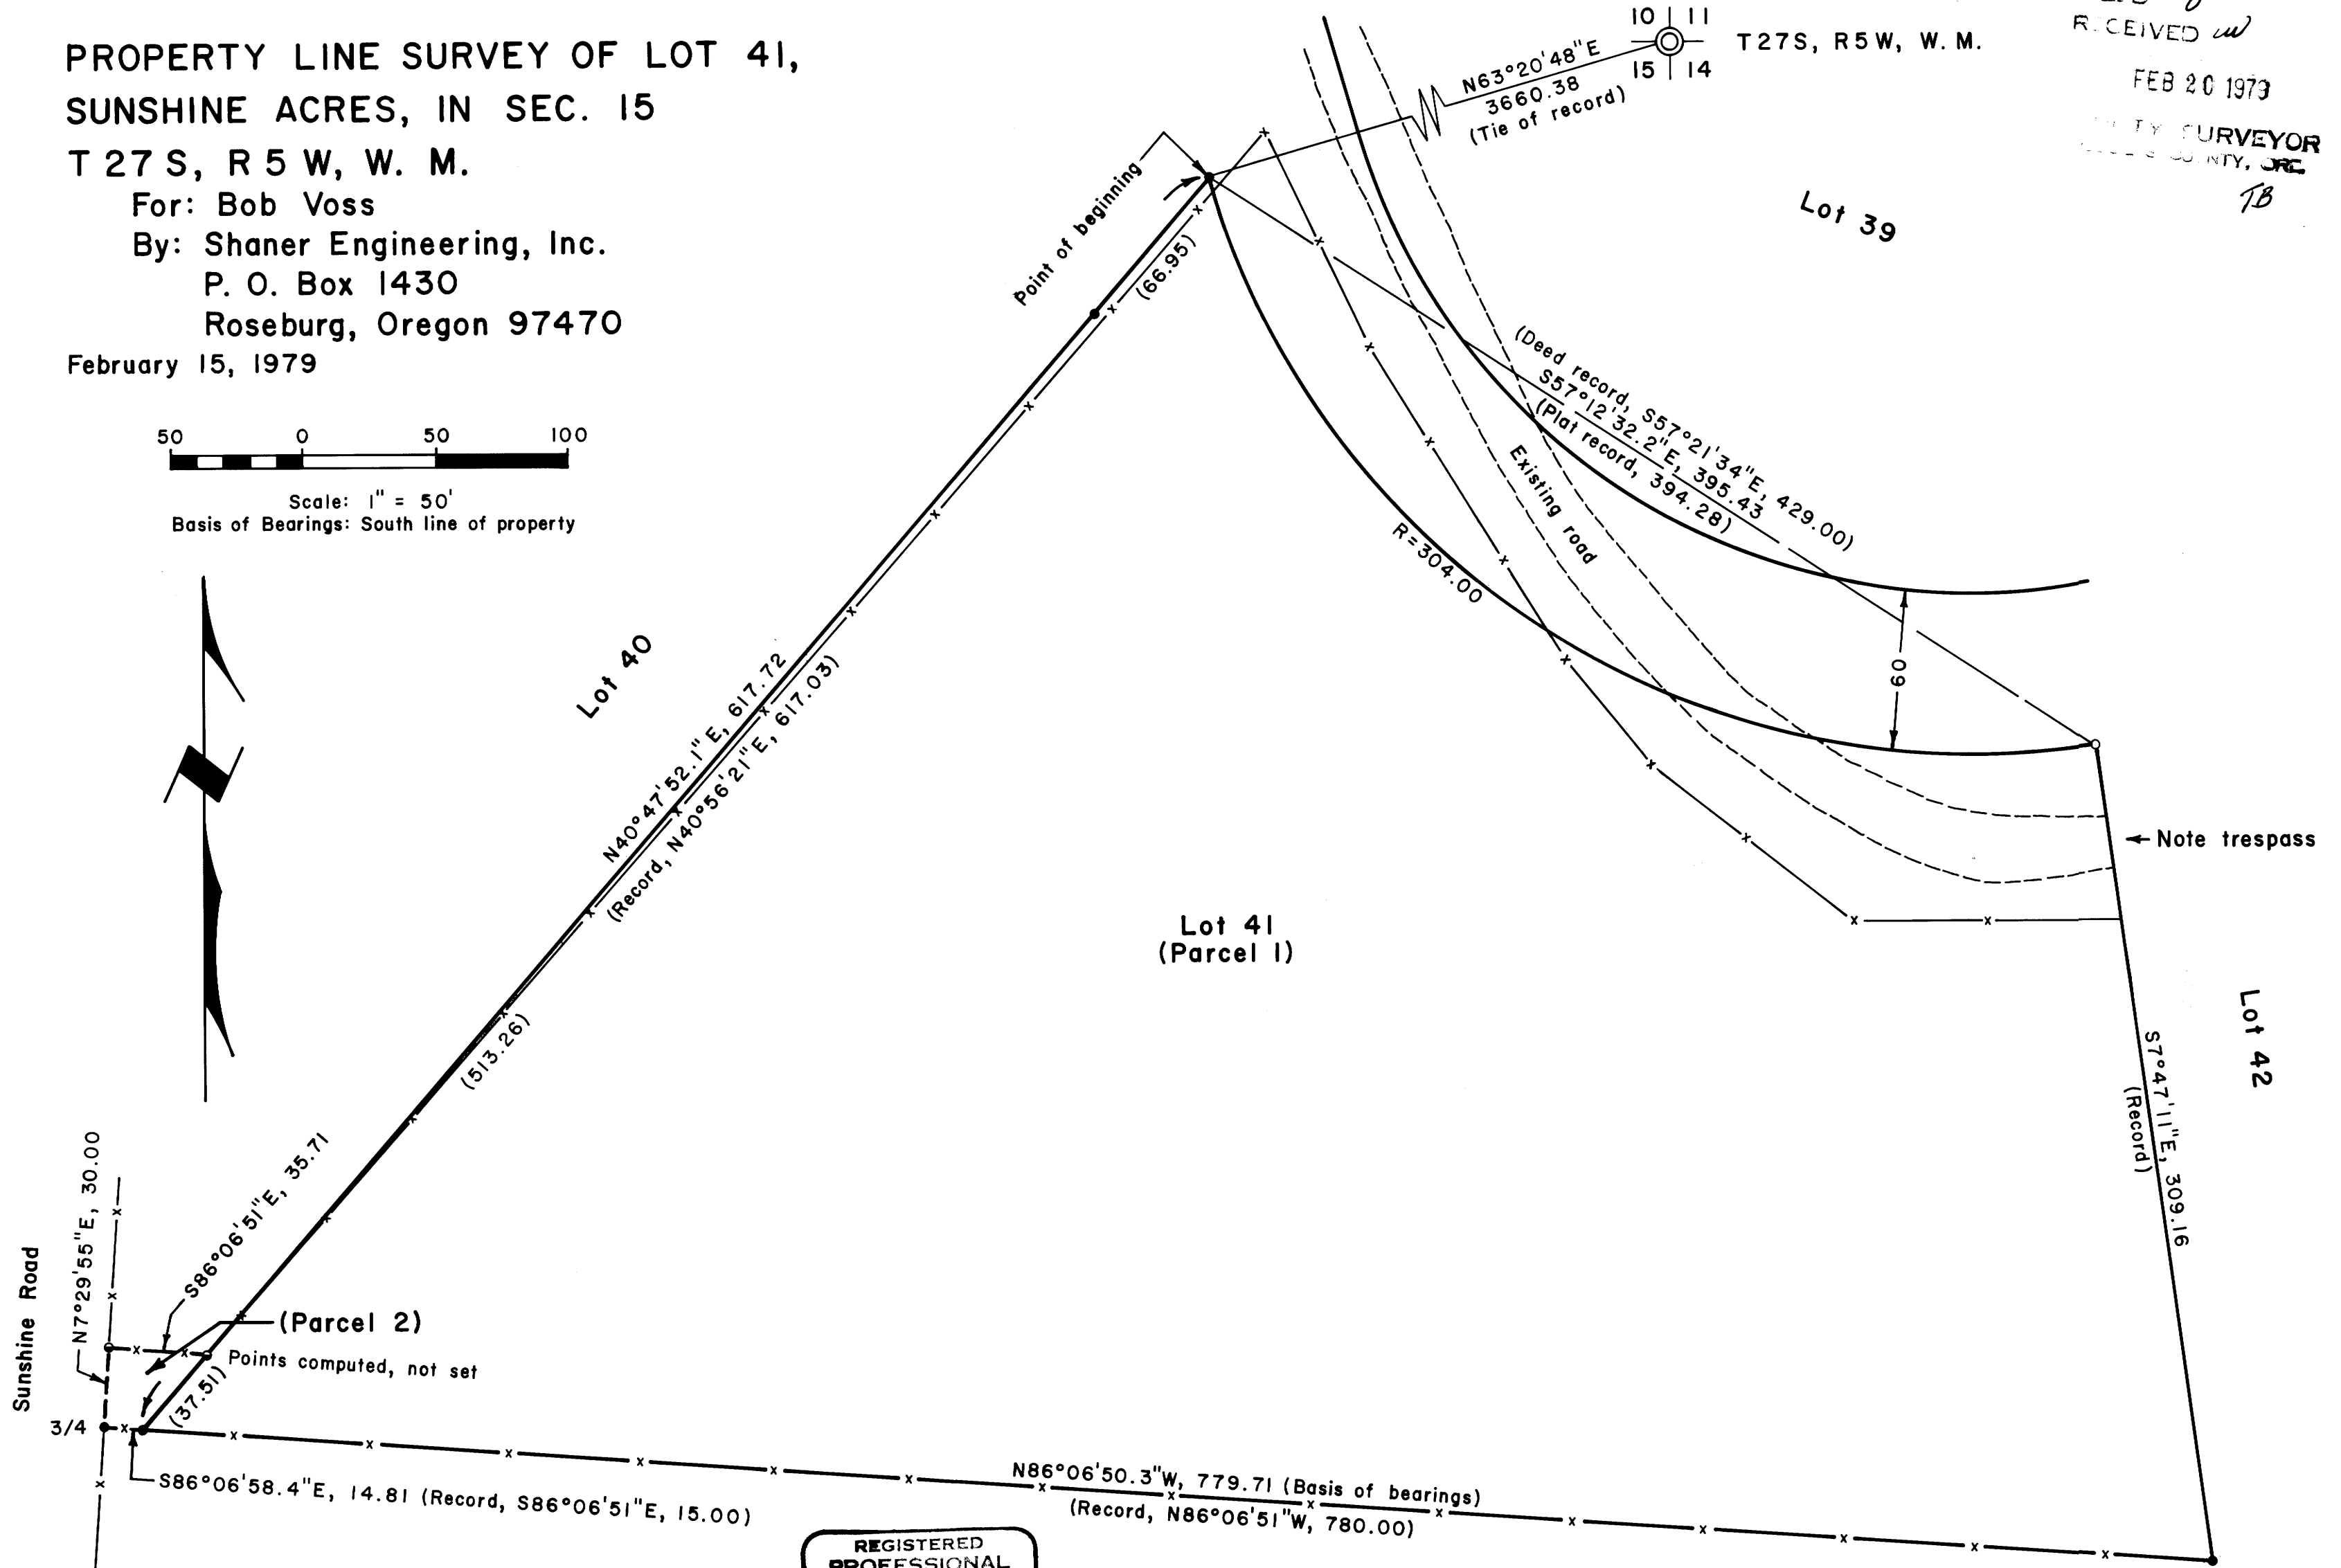 PROPERTY LINE SURVEY OF LOT 41,
SUNSHINE ACRES, IN SEC. 15
T 27 S, R 5 W, W. M.
For: Bob Voss
By: Shaner Engineering, Inc.
P. O. Box 1430
Roseburg, Oregon 97470
February 15, 1979
50 0 50 100
Scale: 1" = 50'
Basis of Bearings: South line of property
10 11
15 14
T27S, R5W, W. M.
N63°20'48"E
3660.38
(Tie of record)
FEB 20 1979
SURVEYOR
TB
Lot 39
Point of beginning
(66.95)
(Deed record, S57°21'34"E, 429.00)
S57°12'32.2"E, 395.43
(Plat record, 394.28)
Existing road
R=304.00
60
Note trespass
Lot 40
N40°47'52.1"E, 617.72
(Record, N40°56'21"E, 617.03)
(513.26)
Lot 41
(Parcel 1)
Lot 42
S7°47'11"E, 309.16
(Record)
N7°29'55"E, 30.00
S86°06'51"E, 35.71
(Parcel 2)
Points computed, not set
(37.51)
Sunshine Road
3/4
S86°06'58.4"E, 14.81 (Record, S86°06'51"E, 15.00)
N86°06'50.3"W, 779.71 (Basis of bearings)
(Record, N86°06'51"W, 780.00)
REGISTERED
PROFESSIONAL